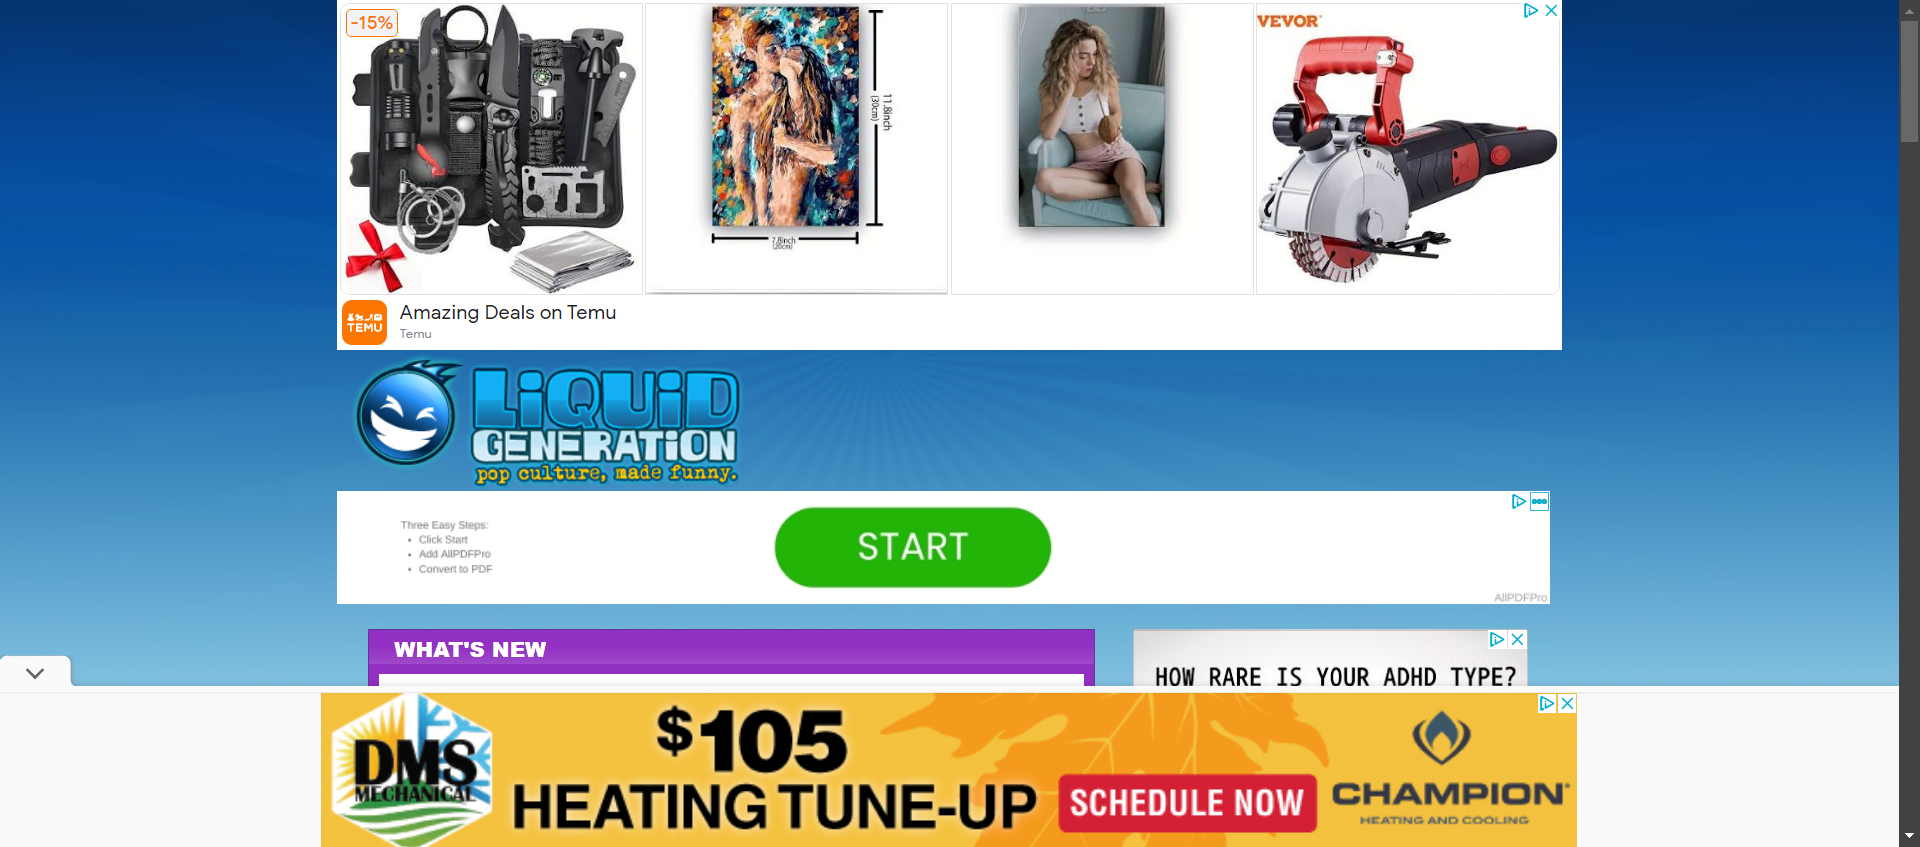 -15%
11.8inch
(30cm)
7.8inch
(20cm)
VEVOR
TEMU
Amazing Deals on Temu
Temu
LiQUiD
GENERATiON
pop culture, made funny.
Three Easy Steps:
• Click Start
• Add AllPDFPro
• Convert to PDF
START
AllPDFPro
WHAT'S NEW
HOW RARE IS YOUR ADHD TYPE?
DMS
MECHANICAL
$105
HEATING TUNE-UP
SCHEDULE NOW
CHAMPION
HEATING AND COOLING